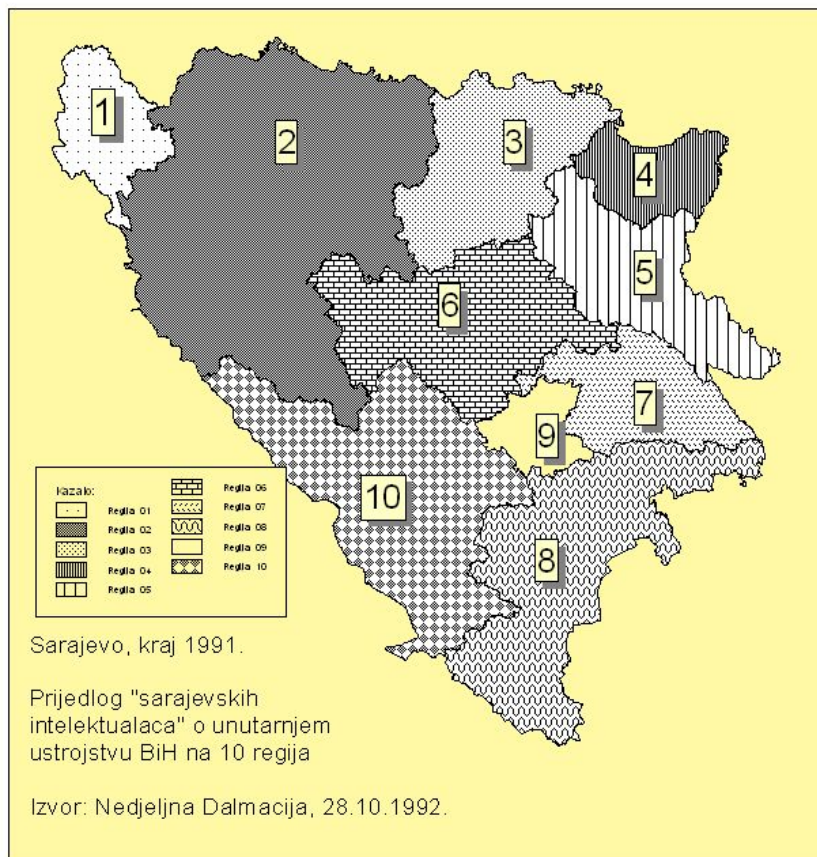 1
2
3
4
5
6
7
9
10
8
Kazalo:
Regija 01
Regija 02
Regija 03
Regija 04
Regija 05
Regija 06
Regija 07
Regija 08
Regija 09
Regija 10
Sarajevo, kraj 1991.
Prijedlog "sarajevskih
intelektualaca" o unutarnjem
ustrojstvu BiH na 10 regija
Izvor: Nedjeljna Dalmacija, 28.10.1992.